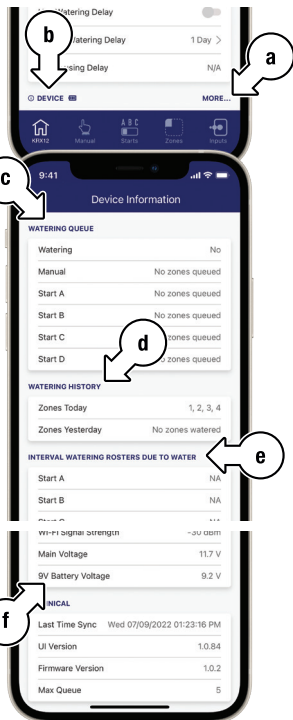 Watering Delay
b
Watering Delay 1 Day >
a
sing Delay N/A
DEVICE MORE...
A B C
KRX12 Manual Starts Zones Inputs
c
9:41
Device Information
WATERING QUEUE
Watering No
Manual No zones queued
Start A No zones queued
Start B No zones queued
Start C zones queued
d
Start D zones queued
WATERING HISTORY
Zones Today 1, 2, 3, 4
Zones Yesterday No zones watered
INTERVAL WATERING ROSTERS DUE TO WATER
e
Start A NA
Start B NA
Wi-Fi Signal Strength -30 dBm
Main Voltage 11.7 V
9V Battery Voltage 9.2 V
f
NICAL
Last Time Sync Wed 07/09/2022 01:23:16 PM
UI Version 1.0.84
Firmware Version 1.0.2
Max Queue 5